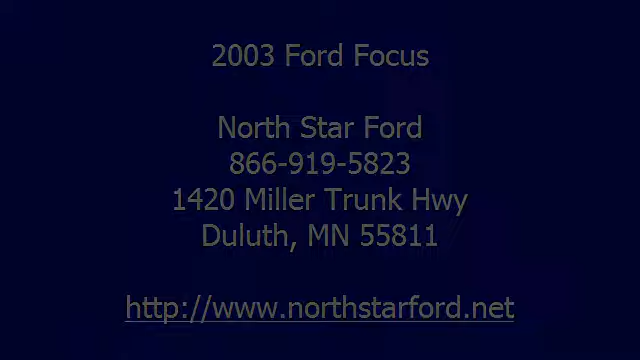 2003 Ford Focus
North Star Ford
866-919-5823
1420 Miller Trunk Hwy
Duluth, MN 55811
http://www.northstarford.net